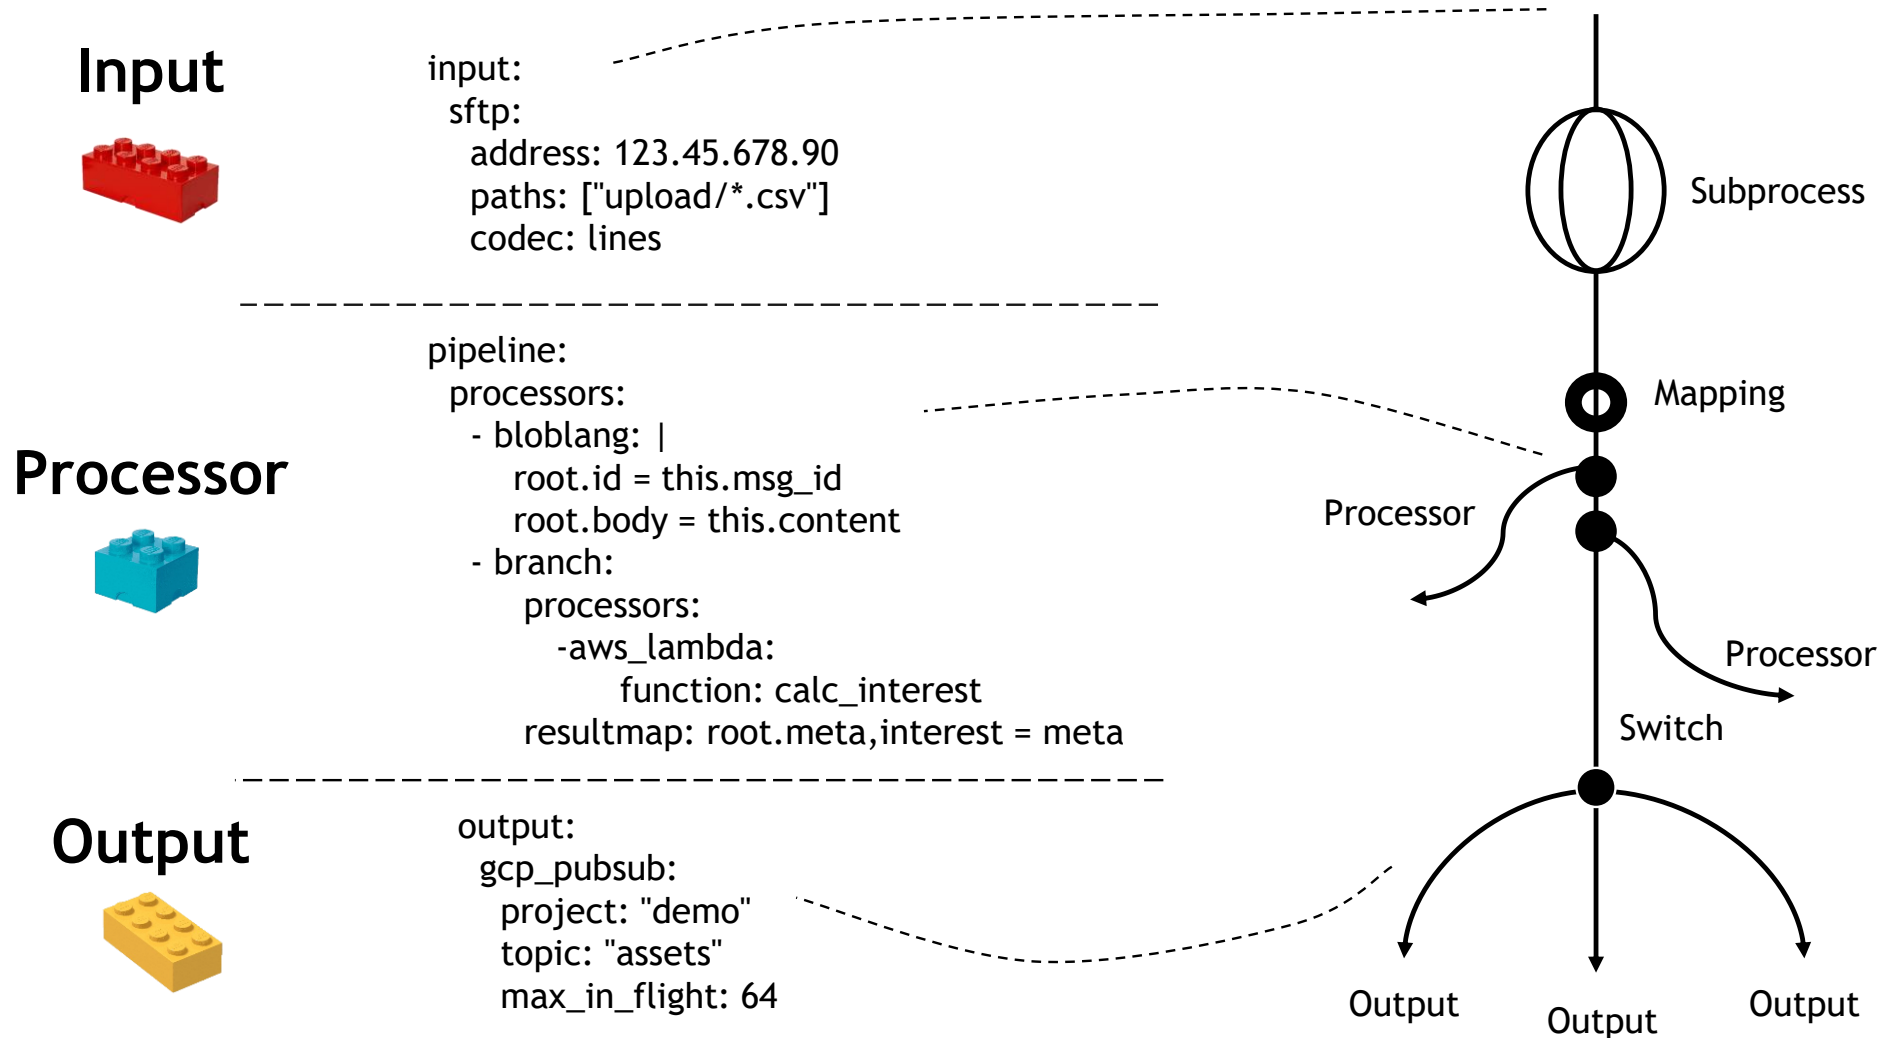 Input
input:
sftp:
address: 123.45.678.90
paths: ["upload/*.csv"]
codec: lines
Subprocess
Processor
pipeline:
processors:
- bloblang: |
root.id = this.msg_id
root.body = this.content
- branch:
processors:
-aws_lambda:
function: calc_interest
resultmap: root.meta,interest = meta
Mapping
Processor
Processor
Switch
Output
output:
gcp_pubsub:
project: "demo"
topic: "assets"
max_in_flight: 64
Output
Output
Output